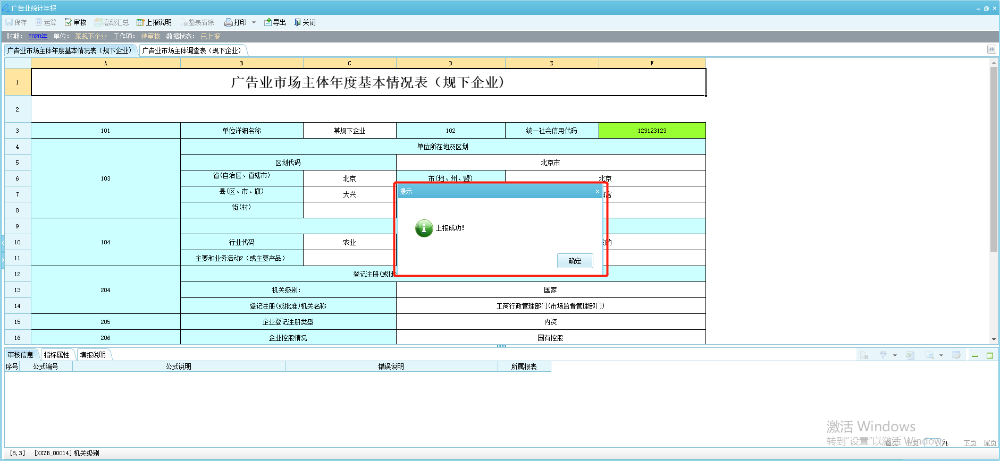 广告业统计年报
保存 运算 审核 高级汇总 上报说明 整表清除 打印 导出 关闭
时期: 2020年 单位: 某规下企业 工作项: 待审核 数据状态: 已上报
广告业市场主体年度基本情况表（规下企业） 广告业市场主体调查表（规下企业）
A B C D E F
1 广告业市场主体年度基本情况表（规下企业）
2
3 101 单位详细名称 某规下企业 102 统一社会信用代码 123123123
4 单位所在地及区划
5 区划代码 北京市
6 103 省(自治区、直辖市) 北京 市(地、州、盟) 北京
7 县(区、市、旗) 大兴
8 街(村)
9
10 104 行业代码 农业 的
11 主要和业务活动2（或主要产品）
12 登记注册(或批
13 204 机关级别: 国家
14 登记注册(或批准)机关名称 工商行政管理部门(市场监督管理部门)
15 205 企业登记注册类型 内资
16 206 企业控股情况 国有控股
提示
上报成功!
确定
审核信息 指标属性 填报说明
序号 公式编号 公式说明 错误说明 所属报表
激活 Windows
转到"设置"以激活 Windows。
首页 上页 1 /1 下页 尾页
[8,3] [XXZB_00014]机关级别